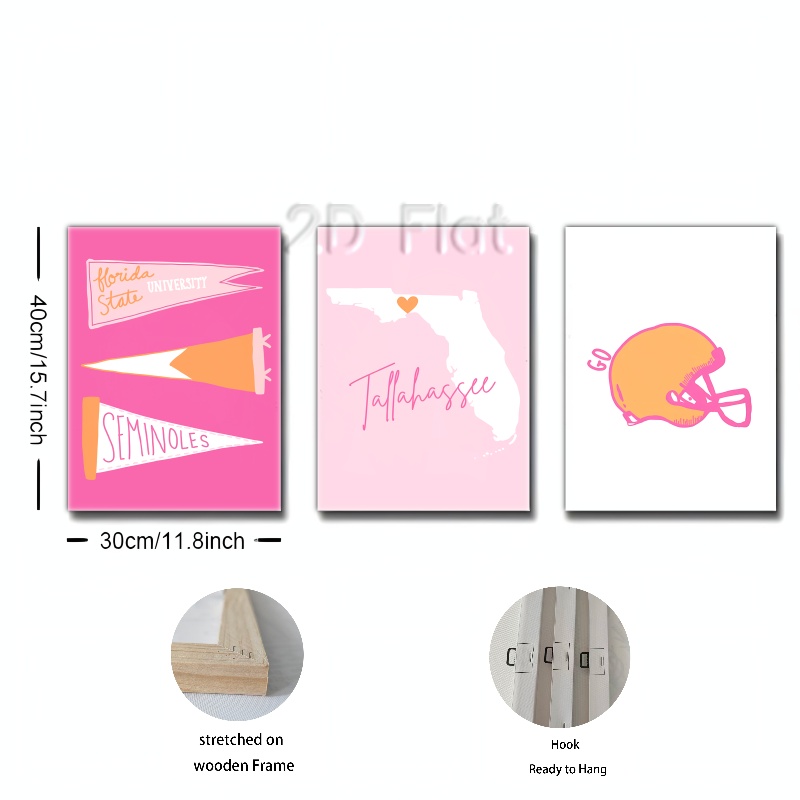 2D Flat
40cm/15.7inch
florida
State
UNIVERSITY
SEMINOLES
Tallahassee
GO
30cm/11.8inch
stretched on
wooden Frame
Hook
Ready to Hang